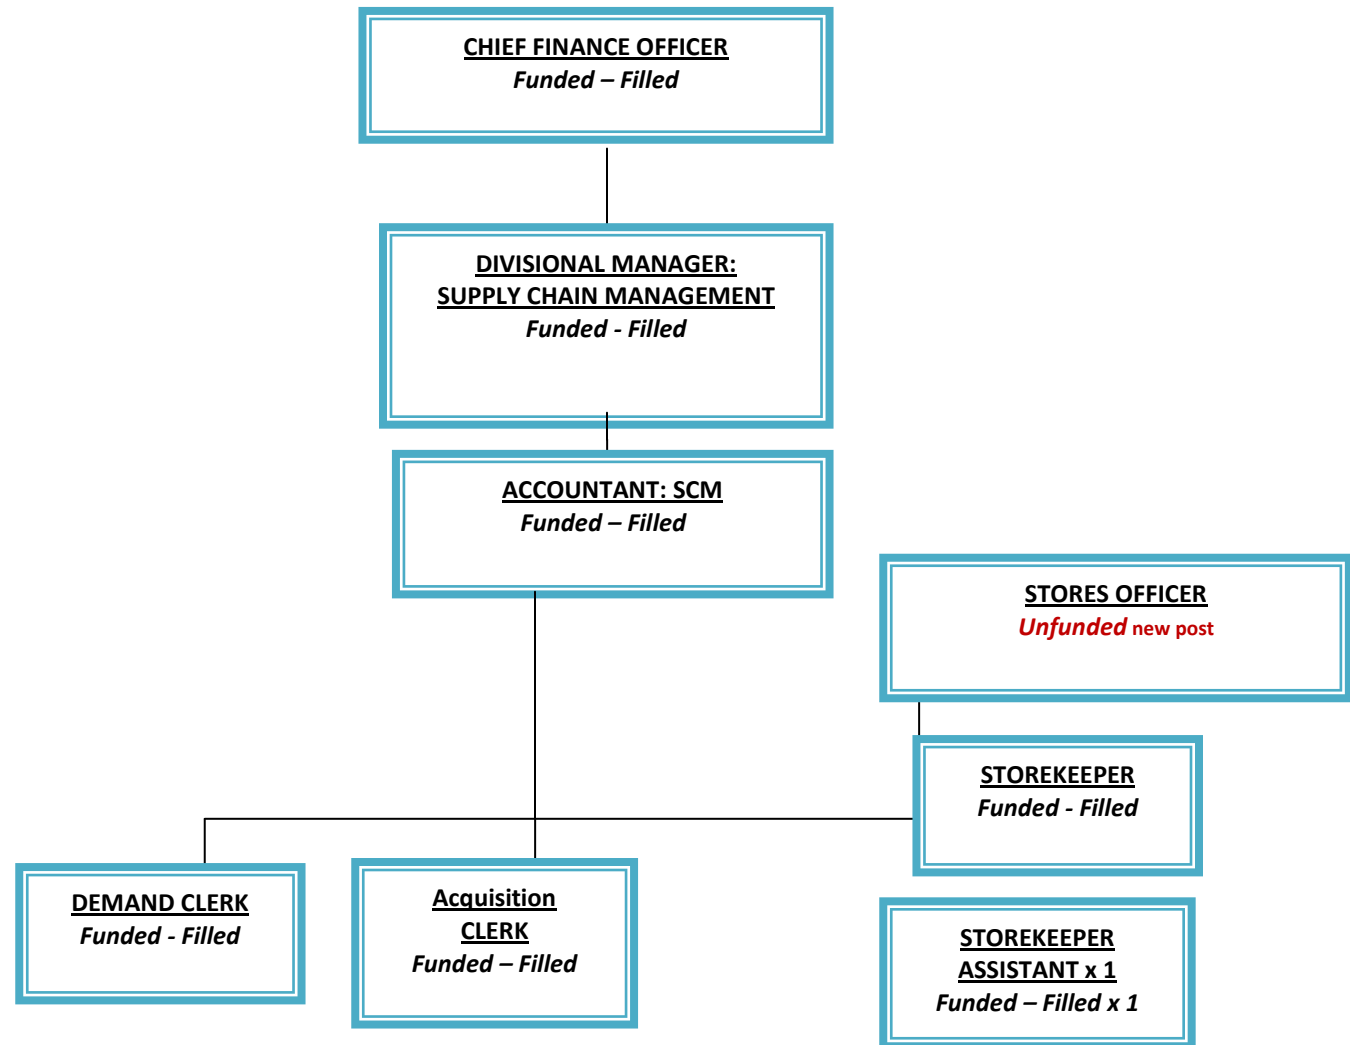 CHIEF FINANCE OFFICER
Funded – Filled
DIVISIONAL MANAGER:
SUPPLY CHAIN MANAGEMENT
Funded - Filled
ACCOUNTANT: SCM
Funded – Filled
STORES OFFICER
Unfunded new post
STOREKEEPER
Funded - Filled
DEMAND CLERK
Funded - Filled
Acquisition
CLERK
Funded – Filled
STOREKEEPER
ASSISTANT x 1
Funded – Filled x 1